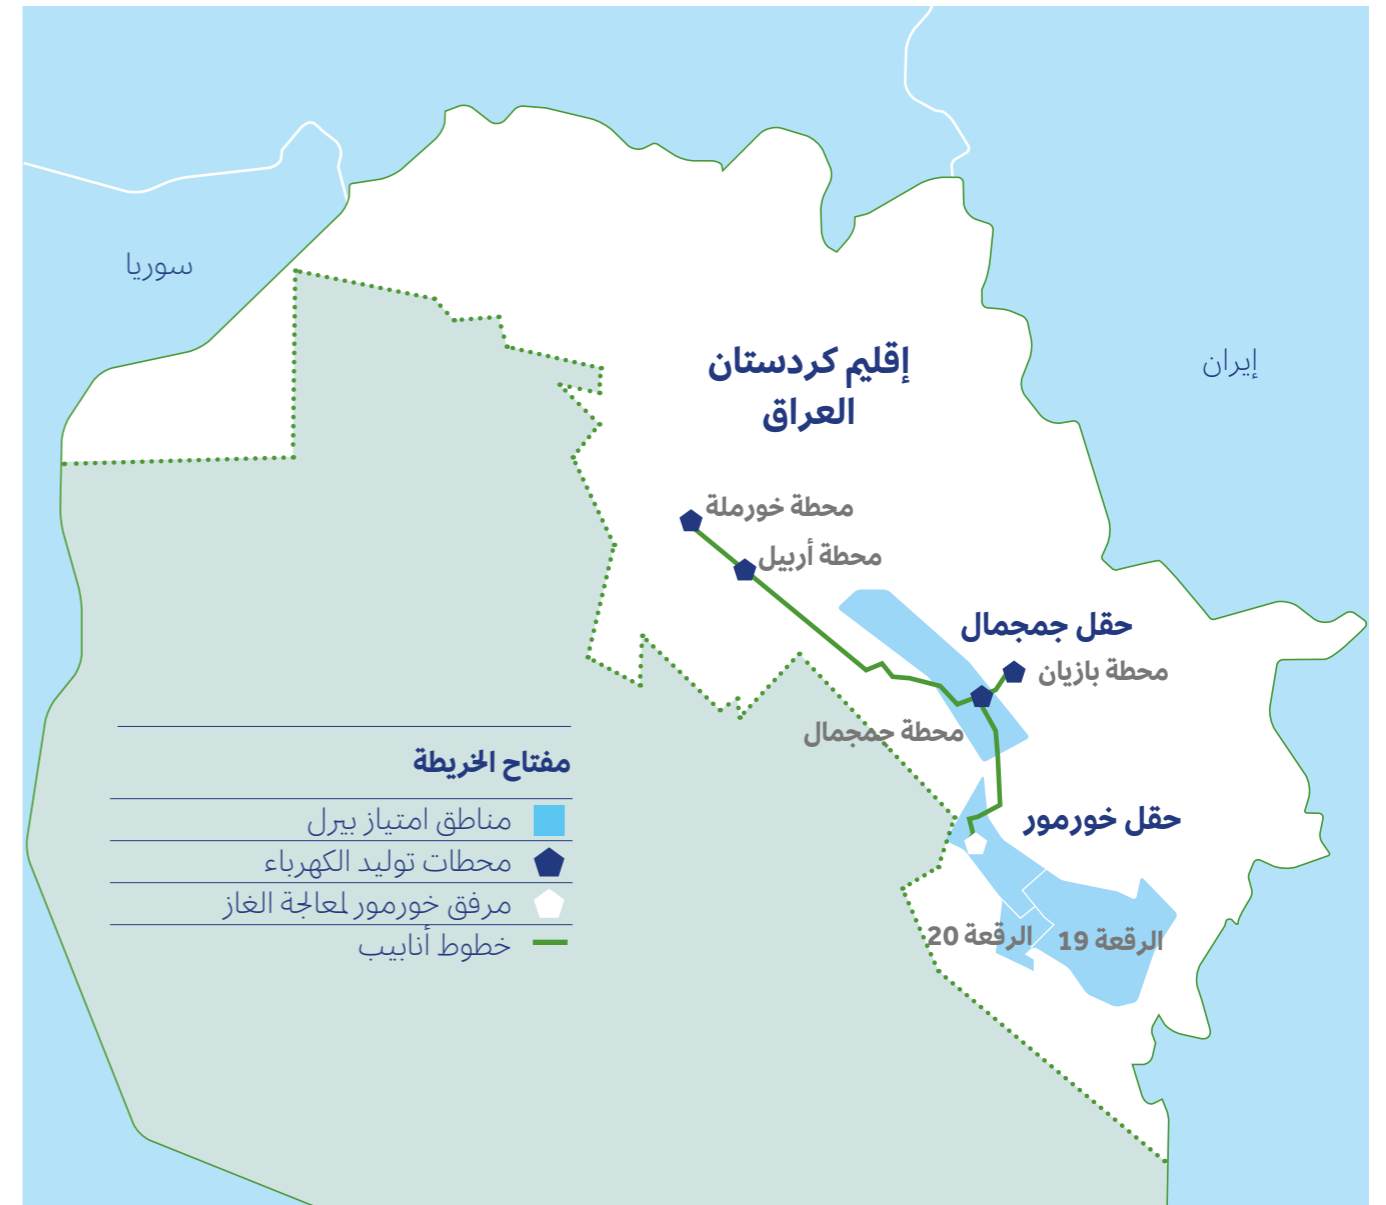 سوريا
إيران
إقليم كردستان
العراق
محطة خورملة
محطة أربيل
حقل جمجمال
محطة بازيان
محطة جمجمال
حقل خورمور
الرقعة 19
الرقعة 20
مفتاح الخريطة
مناطق امتياز بيرل
محطات توليد الكهرباء
مرفق خورمور لمعالجة الغاز
خطوط أنابيب